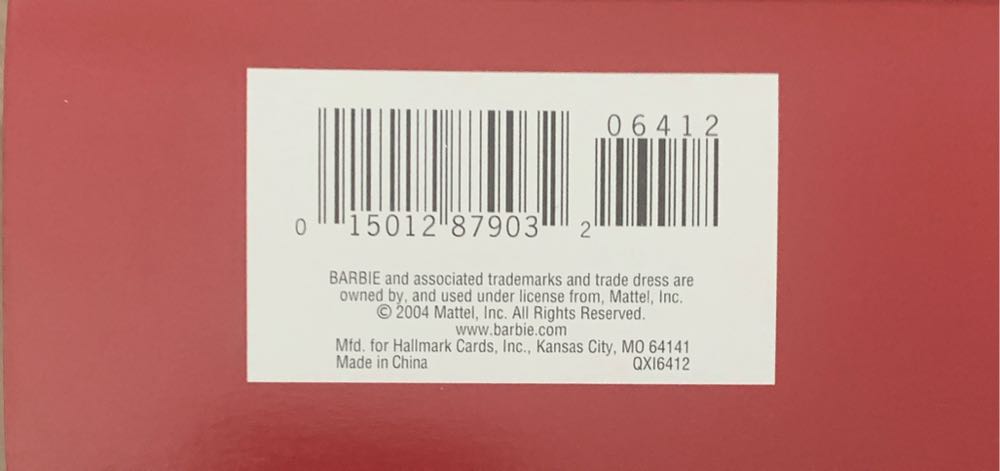 06412
0 15012 87903 2
BARBIE and associated trademarks and trade dress are
owned by, and used under license from, Mattel, Inc.
© 2004 Mattel, Inc. All Rights Reserved.
www.barbie.com
Mfd. for Hallmark Cards, Inc., Kansas City, MO 64141
Made in China QXI6412